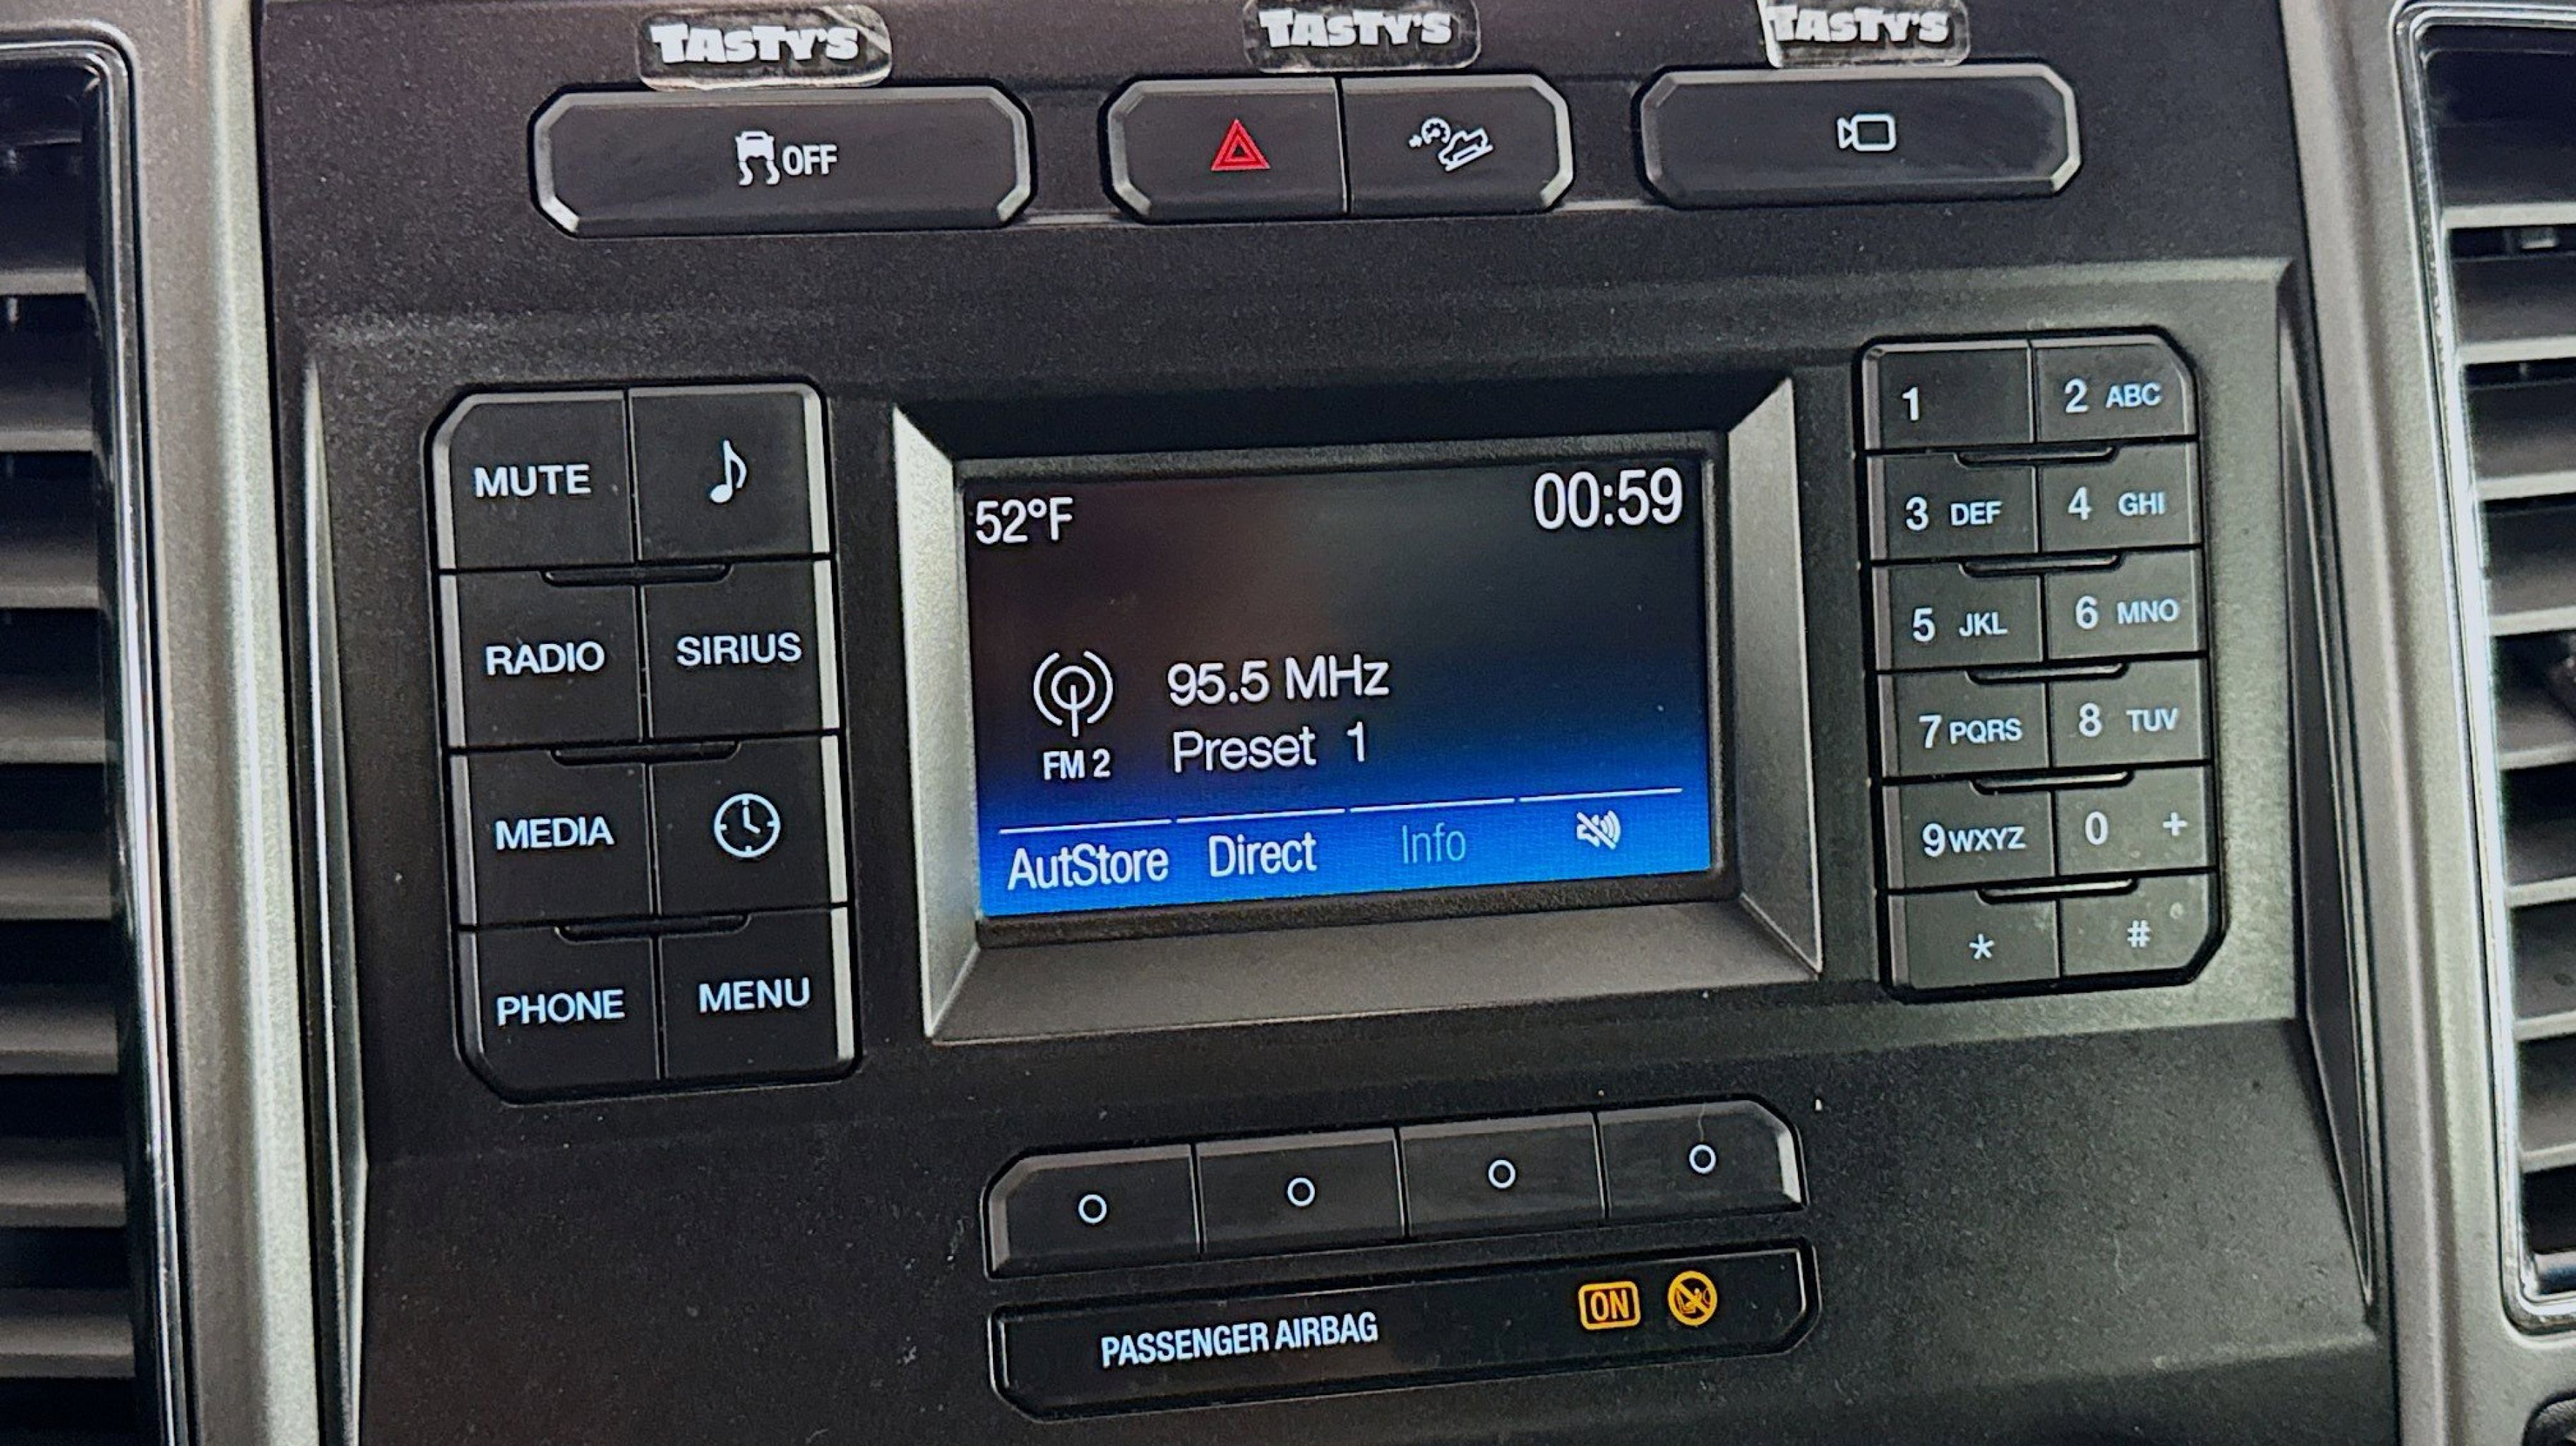 TASTY'S
TASTY'S
TASTY'S
OFF
MUTE
RADIO
SIRIUS
MEDIA
PHONE
MENU
52°F
00:59
95.5 MHz
FM 2
Preset 1
AutStore
Direct
Info
1
2 ABC
3 DEF
4 GHI
5 JKL
6 MNO
7 PQRS
8 TUV
9 WXYZ
0 +
*
#
PASSENGER AIRBAG
ON